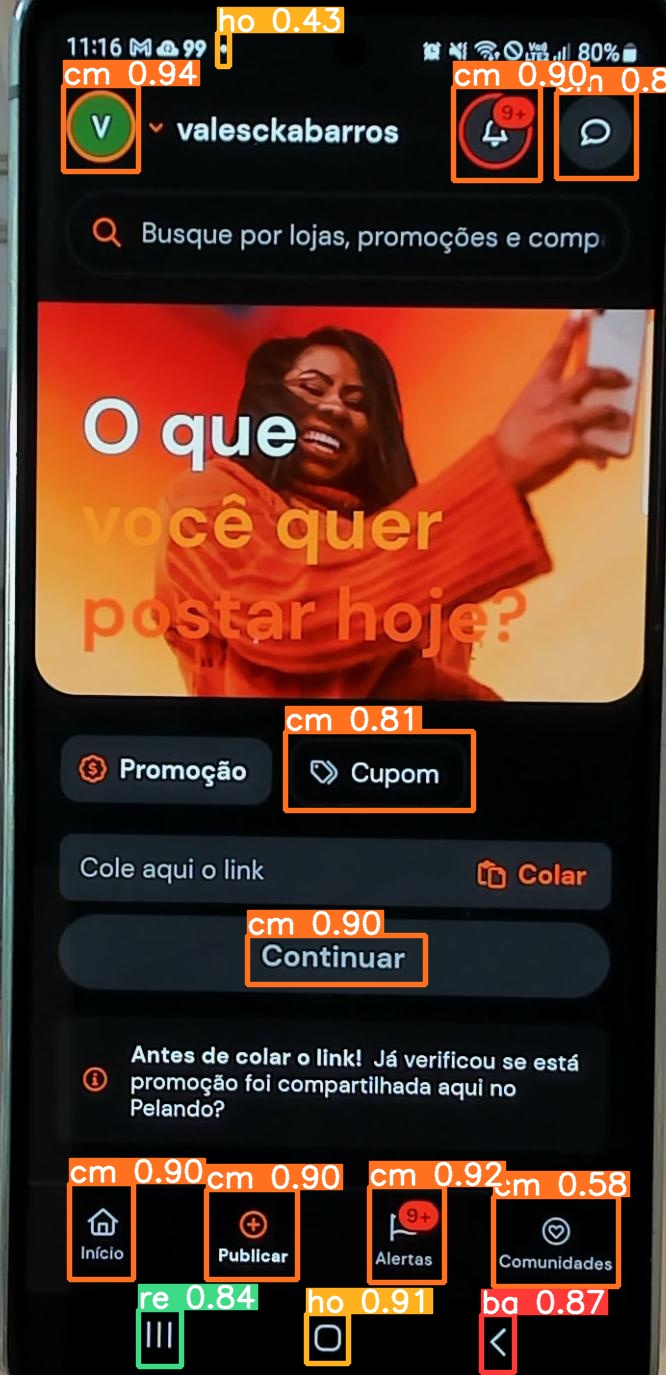 ho 0.43
11:16 99 80%
cm 0.94 cm 0.90
V valesckabarros 9+
Busque por lojas, promoções e comp
O que
você quer
postar hoje?
cm 0.81
Promoção Cupom
Cole aqui o link Colar
cm 0.90
Continuar
Antes de colar o link! Já verificou se está
promoção foi compartilhada aqui no
Pelando?
cm 0.90 cm 0.90 cm 0.92 cm 0.58
9+
Início Publicar Alertas Comunidades
re 0.84 ho 0.91 ba 0.87